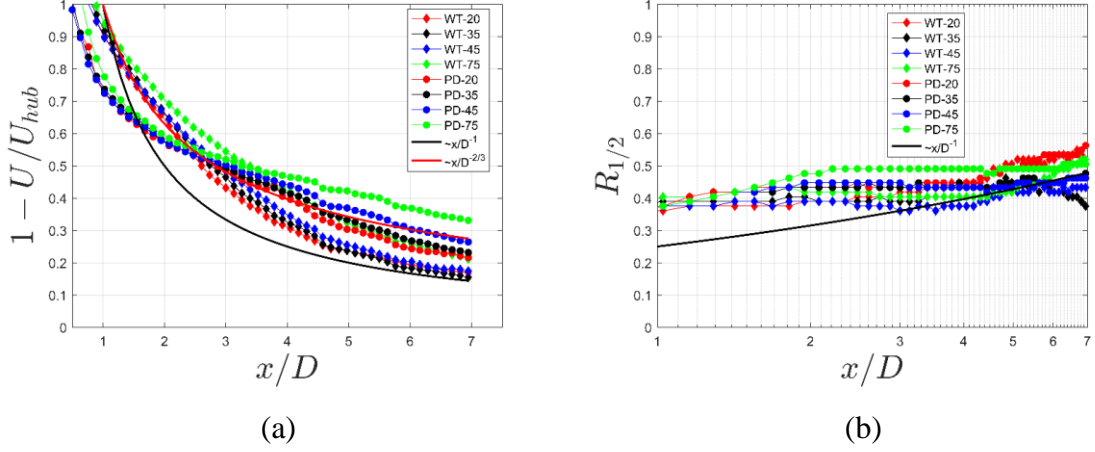 1
0.9
0.8
0.7
0.6
0.5
0.4
0.3
0.2
0.1
0
1 2 3 4 5 6 7
1 − U/U_hub
x/D
WT-20
WT-35
WT-45
WT-75
PD-20
PD-35
PD-45
PD-75
~x/D^-1
~x/D^-2/3
(a)
1
0.9
0.8
0.7
0.6
0.5
0.4
0.3
0.2
0.1
0
1 2 3 4 5 6 7
R_1/2
x/D
WT-20
WT-35
WT-45
WT-75
PD-20
PD-35
PD-45
PD-75
~x/D^-1
(b)